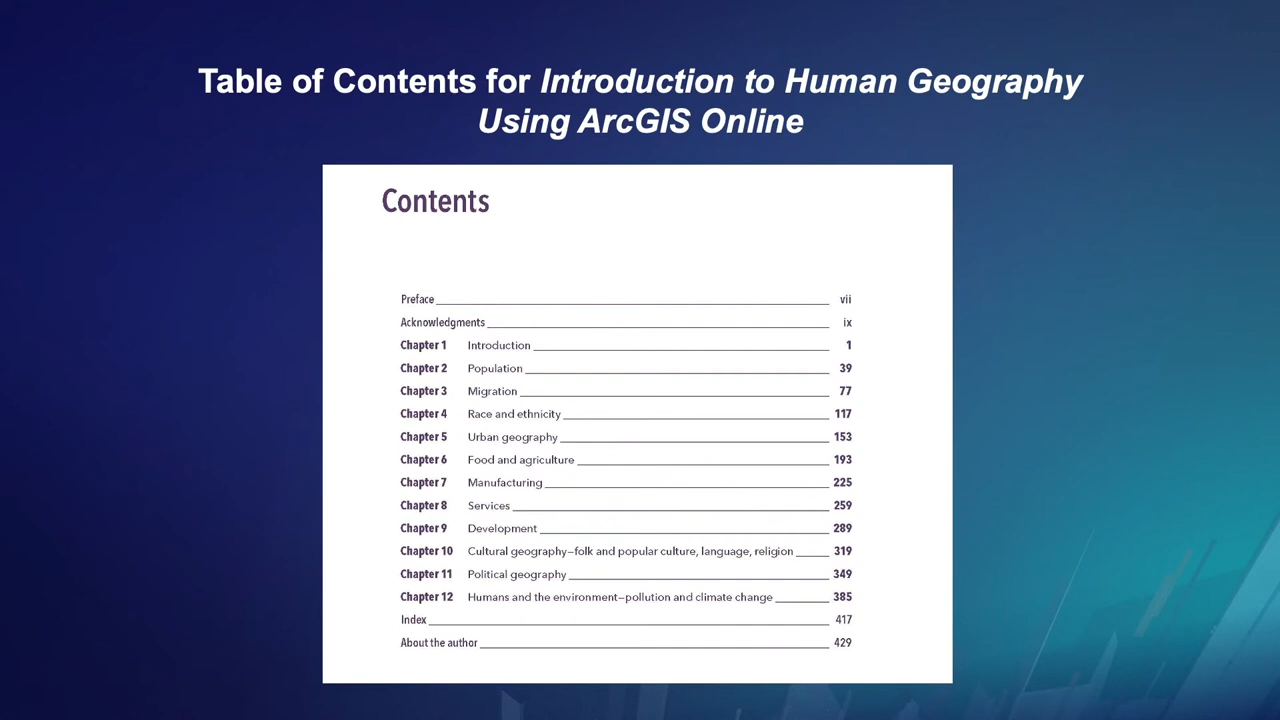 Table of Contents for Introduction to Human Geography
Using ArcGIS Online
Contents
Preface vii
Acknowledgments ix
Chapter 1 Introduction 1
Chapter 2 Population 39
Chapter 3 Migration 77
Chapter 4 Race and ethnicity 117
Chapter 5 Urban geography 153
Chapter 6 Food and agriculture 193
Chapter 7 Manufacturing 225
Chapter 8 Services 259
Chapter 9 Development 289
Chapter 10 Cultural geography—folk and popular culture, language, religion 319
Chapter 11 Political geography 349
Chapter 12 Humans and the environment—pollution and climate change 385
Index 417
About the author 429